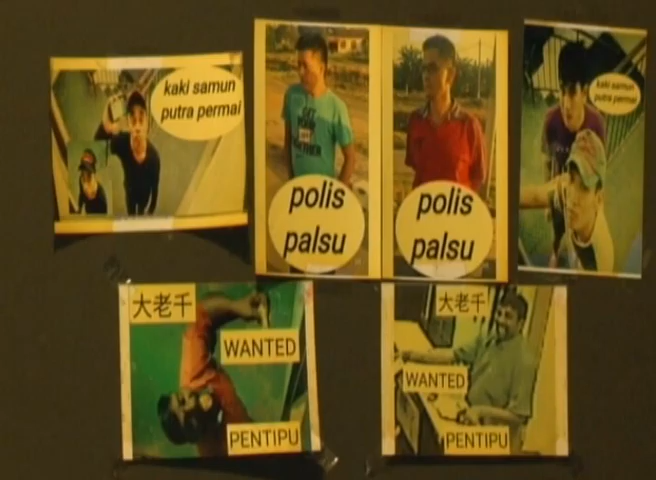 kaki samun
putra permai
polis
palsu
polis
palsu
kaki samun
putra permai
大老千
WANTED
PENTIPU
大老千
WANTED
PENTIPU